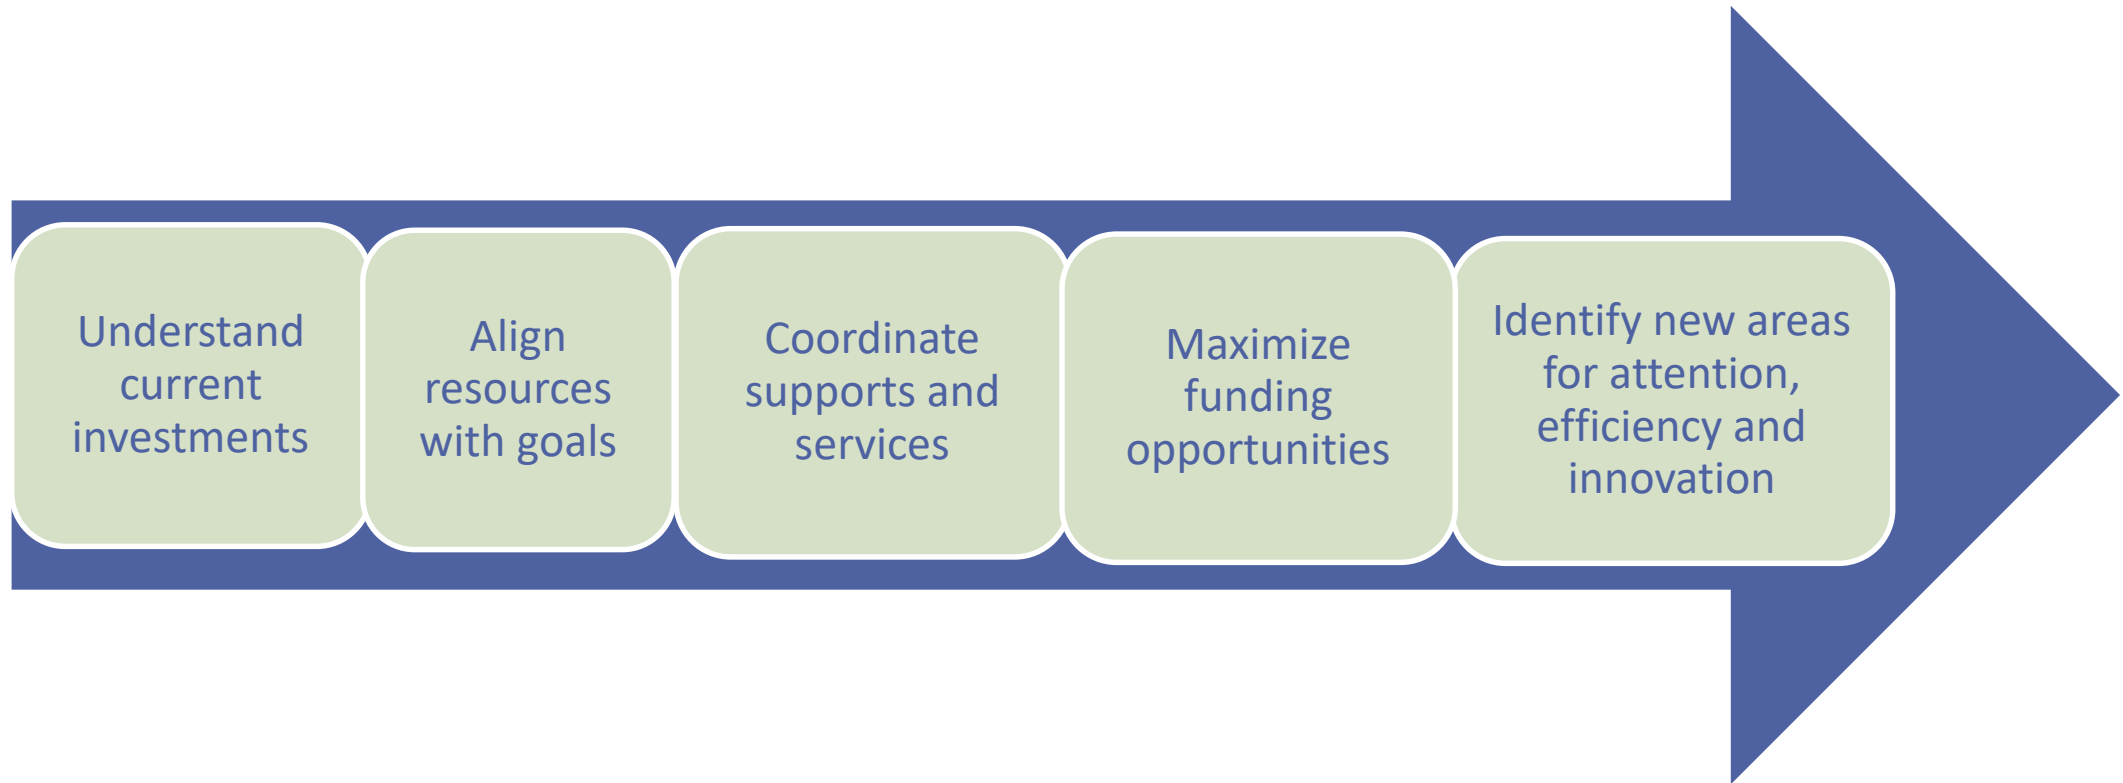 Understand
current
investments
Align
resources
with goals
Coordinate
supports and
services
Maximize
funding
opportunities
Identify new areas
for attention,
efficiency and
innovation